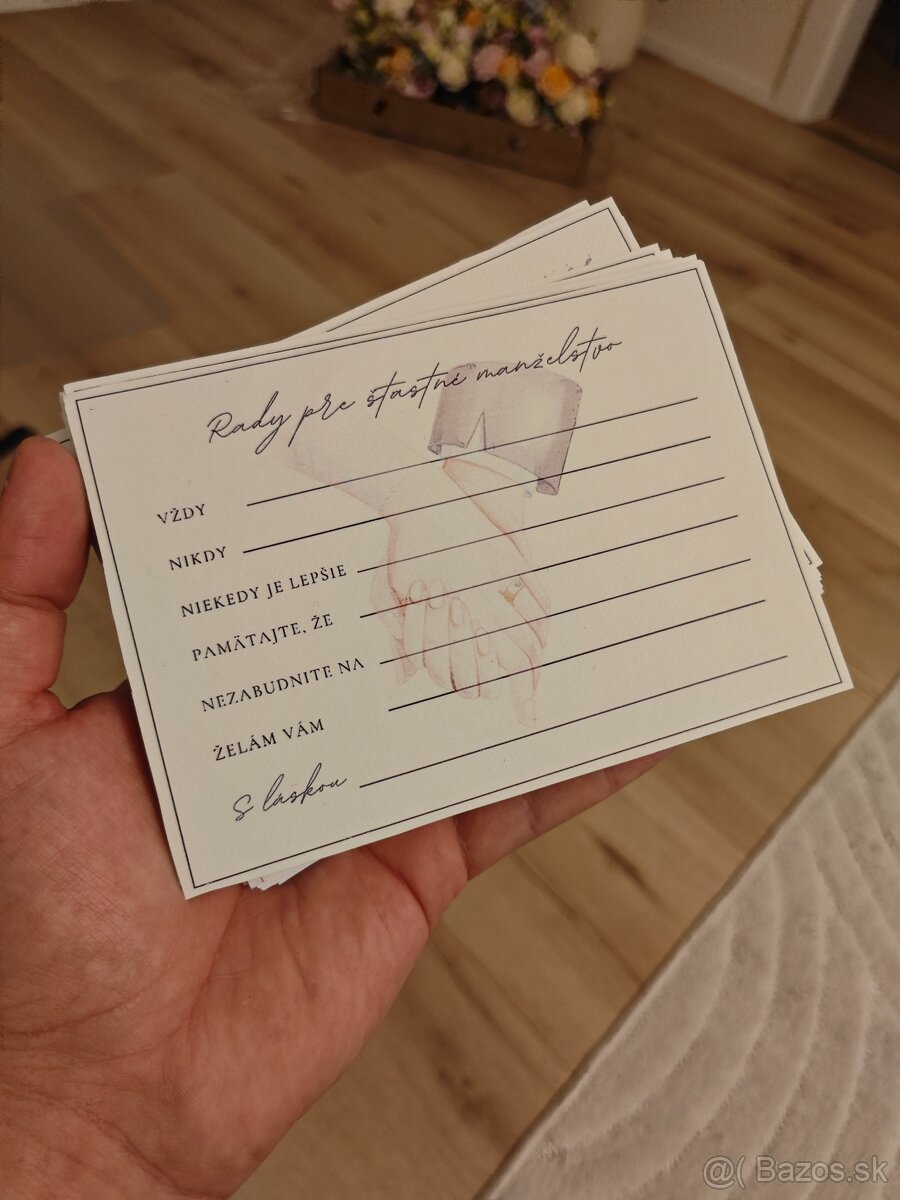 Rady pre šťastné manželstvo
VŽDY
NIKDY
NIEKEDY JE LEPŠIE
PAMÄTAJTE, ŽE
NEZABUDNITE NA
ŽELÁM VÁM
S láskou
@( Bazos.sk